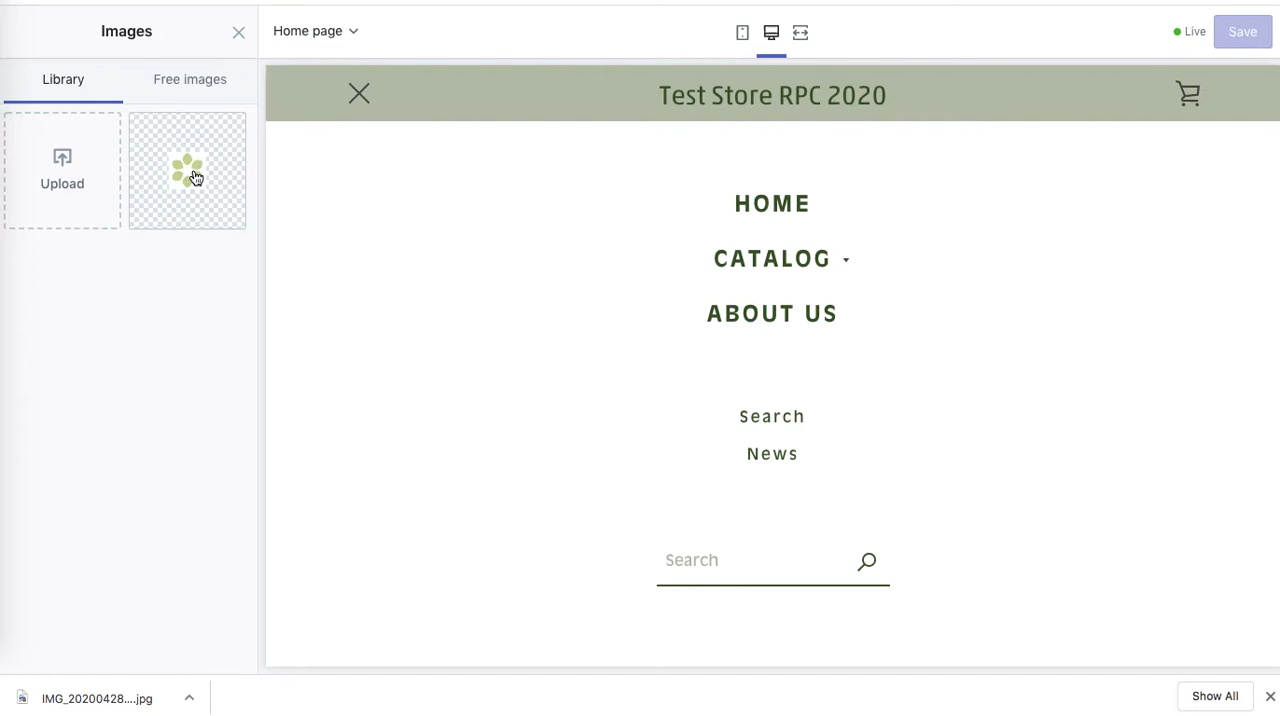 Images
Home page
Live
Save
Library
Free images
Upload
Test Store RPC 2020
HOME
CATALOG
ABOUT US
Search
News
Search
IMG_20200428....jpg
Show All